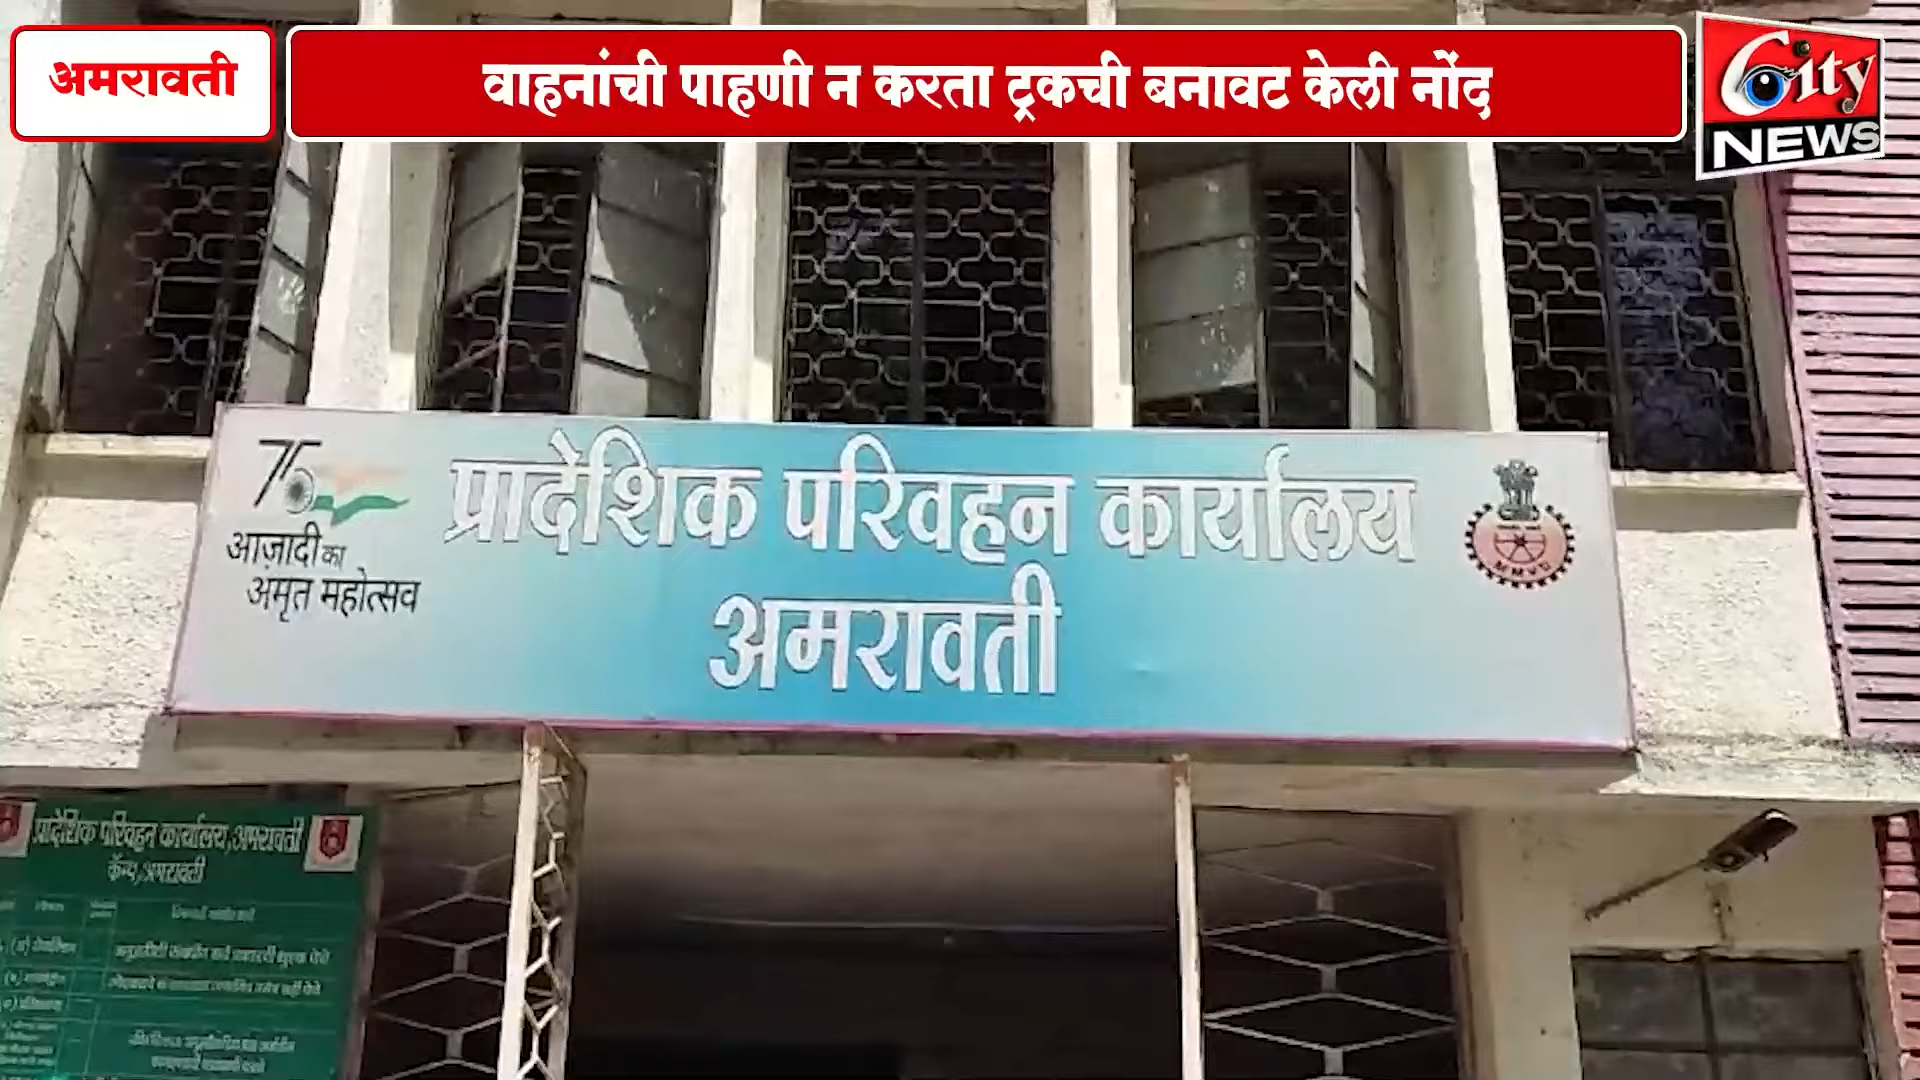 अमरावती
वाहनांची पाहणी न करता ट्रकची बनावट केली नोंद
City
NEWS
75
आज़ादी का
अमृत महोत्सव
प्रादेशिक परिवहन कार्यालय
अमरावती
MMVD
प्रादेशिक परिवहन कार्यालय,अमरावती
कॅम्प,अमरावती